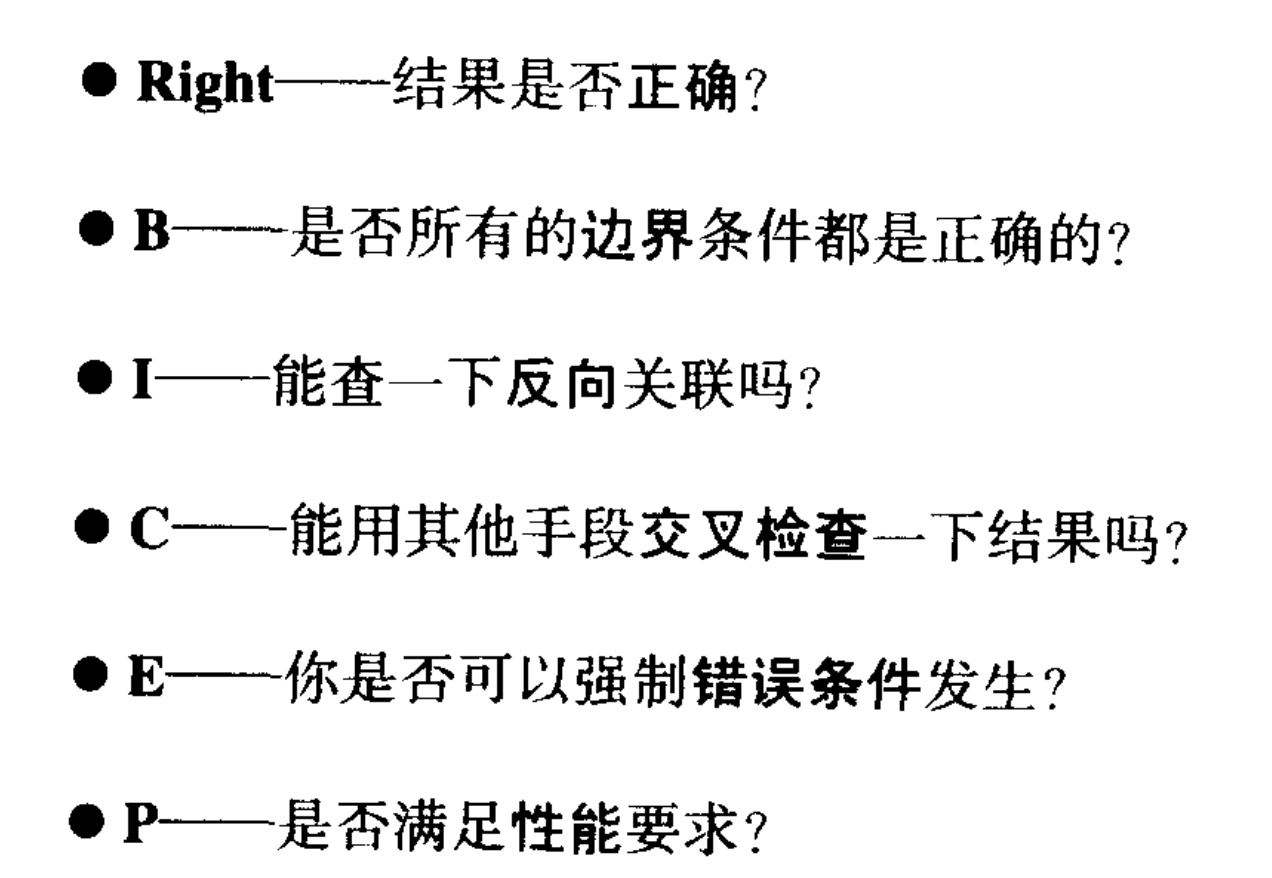 ● Right——结果是否正确?
● B——是否所有的边界条件都是正确的?
● I——能查一下反向关联吗?
● C——能用其他手段交叉检查一下结果吗?
● E——你是否可以强制错误条件发生?
● P——是否满足性能要求?